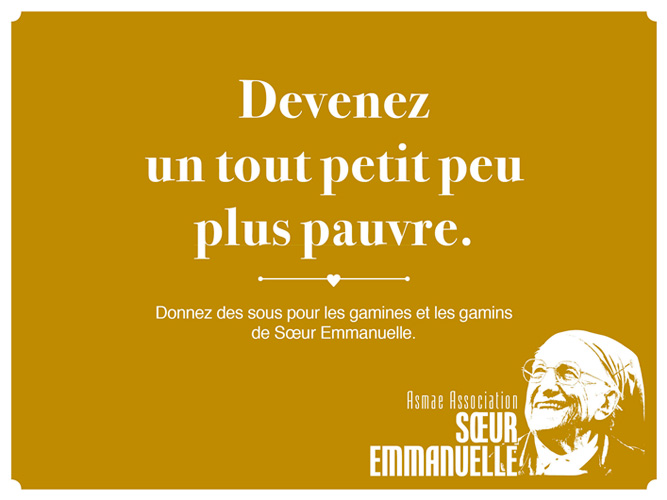 Devenez
un tout petit peu
plus pauvre.
Donnez des sous pour les gamines et les gamins
de Sœur Emmanuelle.
Asmae Association
SŒUR
EMMANUELLE